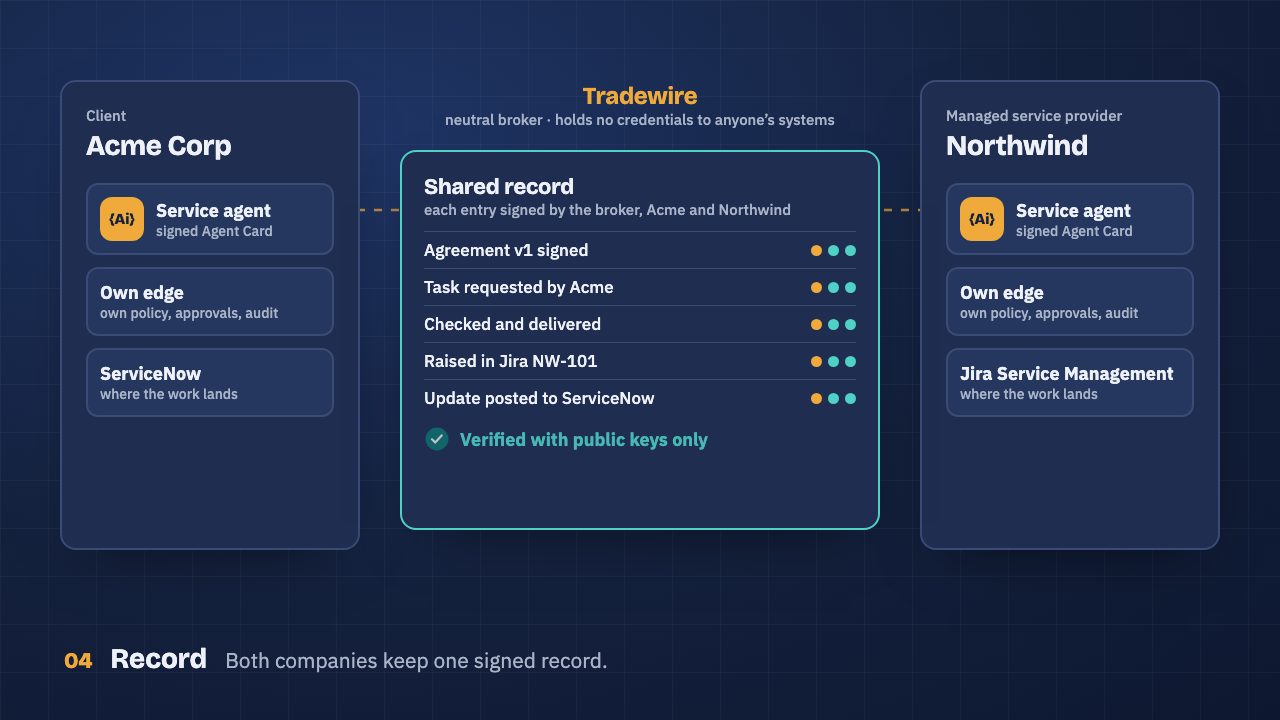 Client
Acme Corp
{Ai}
Service agent
signed Agent Card
Own edge
own policy, approvals, audit
ServiceNow
where the work lands
Tradewire
neutral broker · holds no credentials to anyone’s systems
Shared record
each entry signed by the broker, Acme and Northwind
Agreement v1 signed
Task requested by Acme
Checked and delivered
Raised in Jira NW-101
Update posted to ServiceNow
Verified with public keys only
Managed service provider
Northwind
{Ai}
Service agent
signed Agent Card
Own edge
own policy, approvals, audit
Jira Service Management
where the work lands
04 Record Both companies keep one signed record.